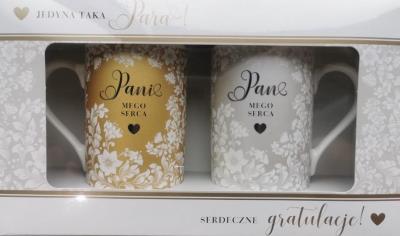 JEDYNA TAKA Para!
Pani
MEGO
SERCA
Pan
MEGO
SERCA
SERDECZNE gratulacje!